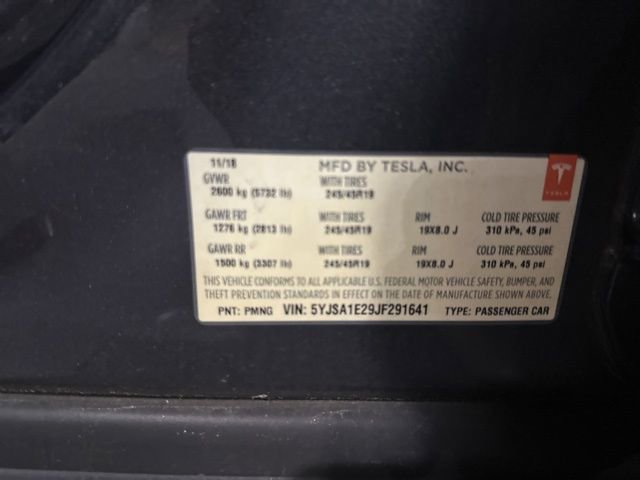 11/18 MFD BY TESLA, INC.
GVWR WITH TIRES
2600 kg (5732 lb) 245/45R19
GAWR FRT WITH TIRES RIM COLD TIRE PRESSURE
1276 kg (2813 lb) 245/45R19 19X8.0 J 310 kPa, 45 psi
GAWR RR WITH TIRES RIM COLD TIRE PRESSURE
1500 kg (3307 lb) 245/45R19 19X8.0 J 310 kPa, 45 psi
THIS VEHICLE CONFORMS TO ALL APPLICABLE U.S. FEDERAL MOTOR VEHICLE SAFETY, BUMPER, AND
THEFT PREVENTION STANDARDS IN EFFECT ON THE DATE OF MANUFACTURE SHOWN ABOVE.
PNT: PMNG VIN: 5YJSA1E29JF291641 TYPE: PASSENGER CAR
TESLA